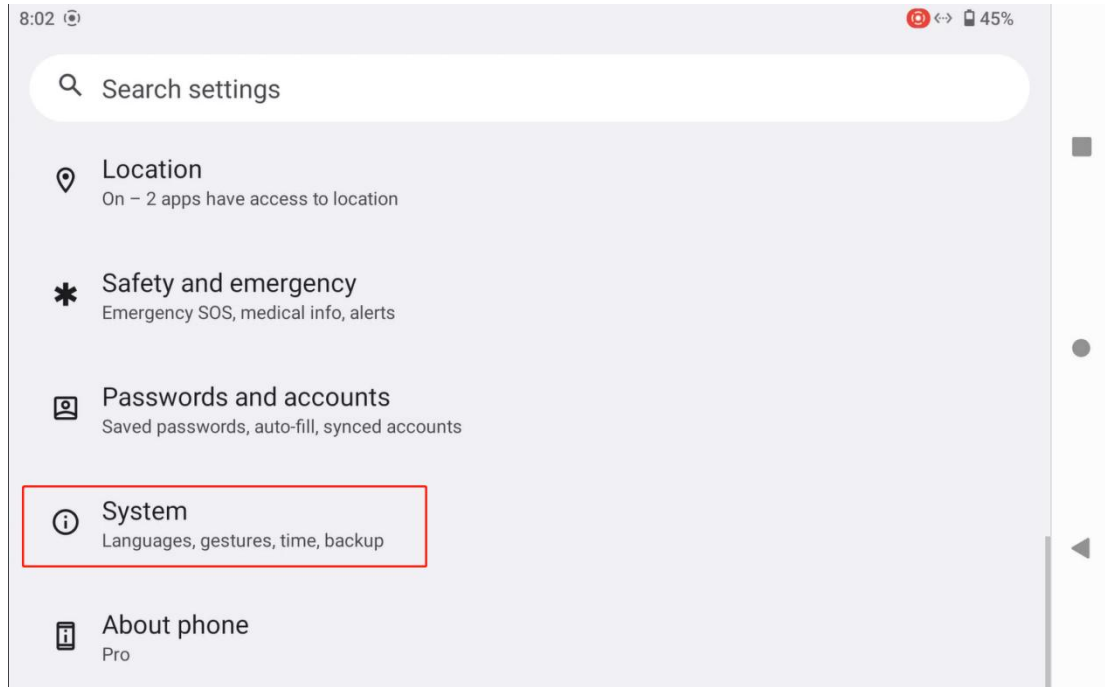 8:02
45%
Search settings
Location
On – 2 apps have access to location
Safety and emergency
Emergency SOS, medical info, alerts
Passwords and accounts
Saved passwords, auto-fill, synced accounts
System
Languages, gestures, time, backup
About phone
Pro